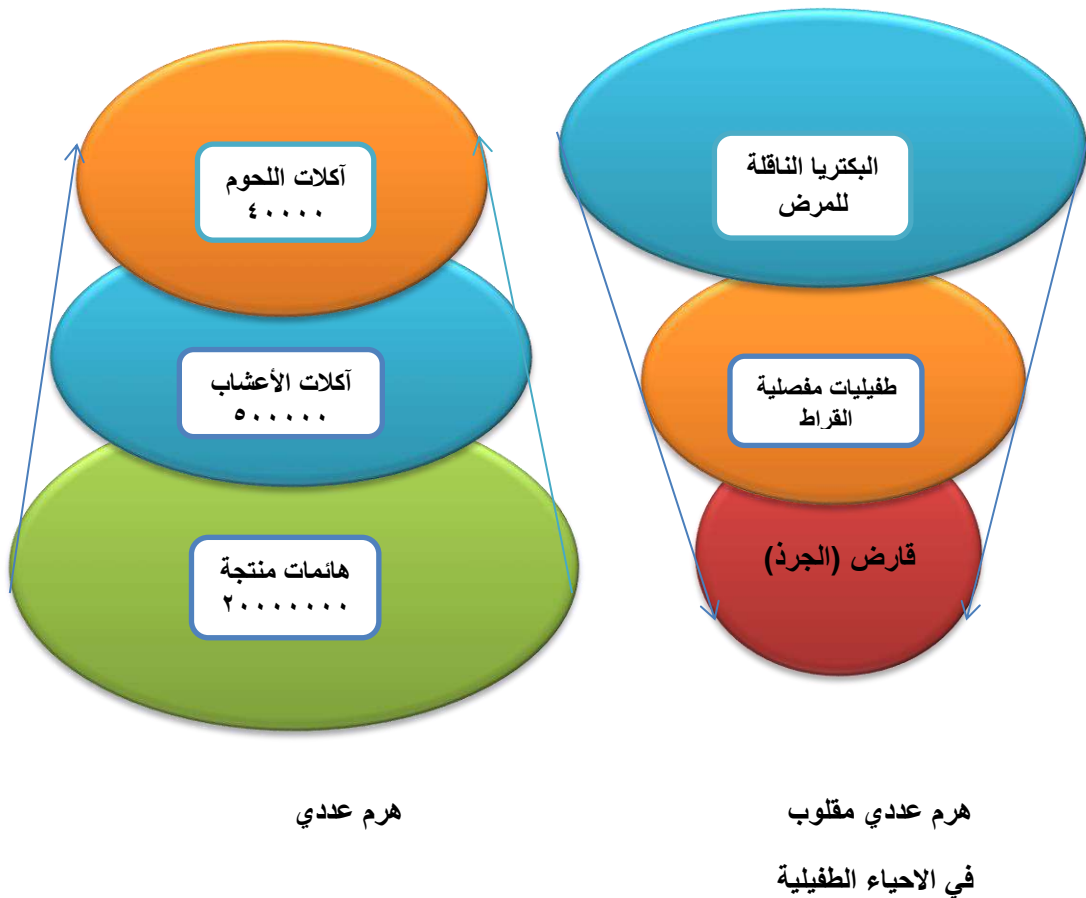 البكتريا الناقلة
للمرض
طفيليات مفصلية
القراط
قارض (الجرذ)
هرم عددي مقلوب
في الاحياء الطفيلية
آكلات اللحوم
٤٠٠٠٠
آكلات الأعشاب
٥٠٠٠٠٠
هائمات منتجة
٢٠٠٠٠٠٠٠
هرم عددي